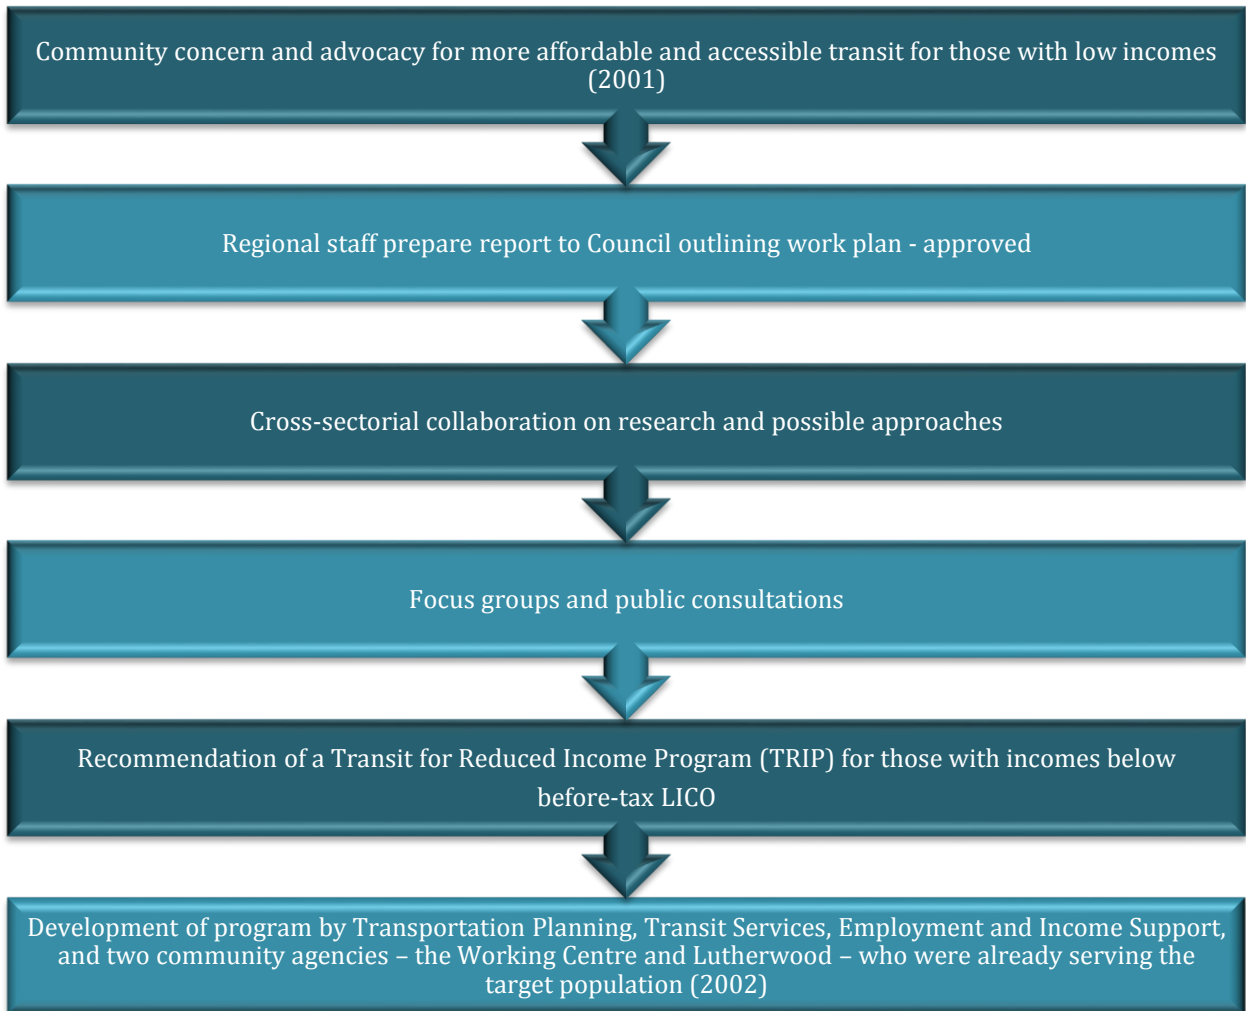 Community concern and advocacy for more affordable and accessible transit for those with low incomes
(2001)
Regional staff prepare report to Council outlining work plan - approved
Cross-sectorial collaboration on research and possible approaches
Focus groups and public consultations
Recommendation of a Transit for Reduced Income Program (TRIP) for those with incomes below
before-tax LICO
Development of program by Transportation Planning, Transit Services, Employment and Income Support,
and two community agencies – the Working Centre and Lutherwood – who were already serving the
target population (2002)